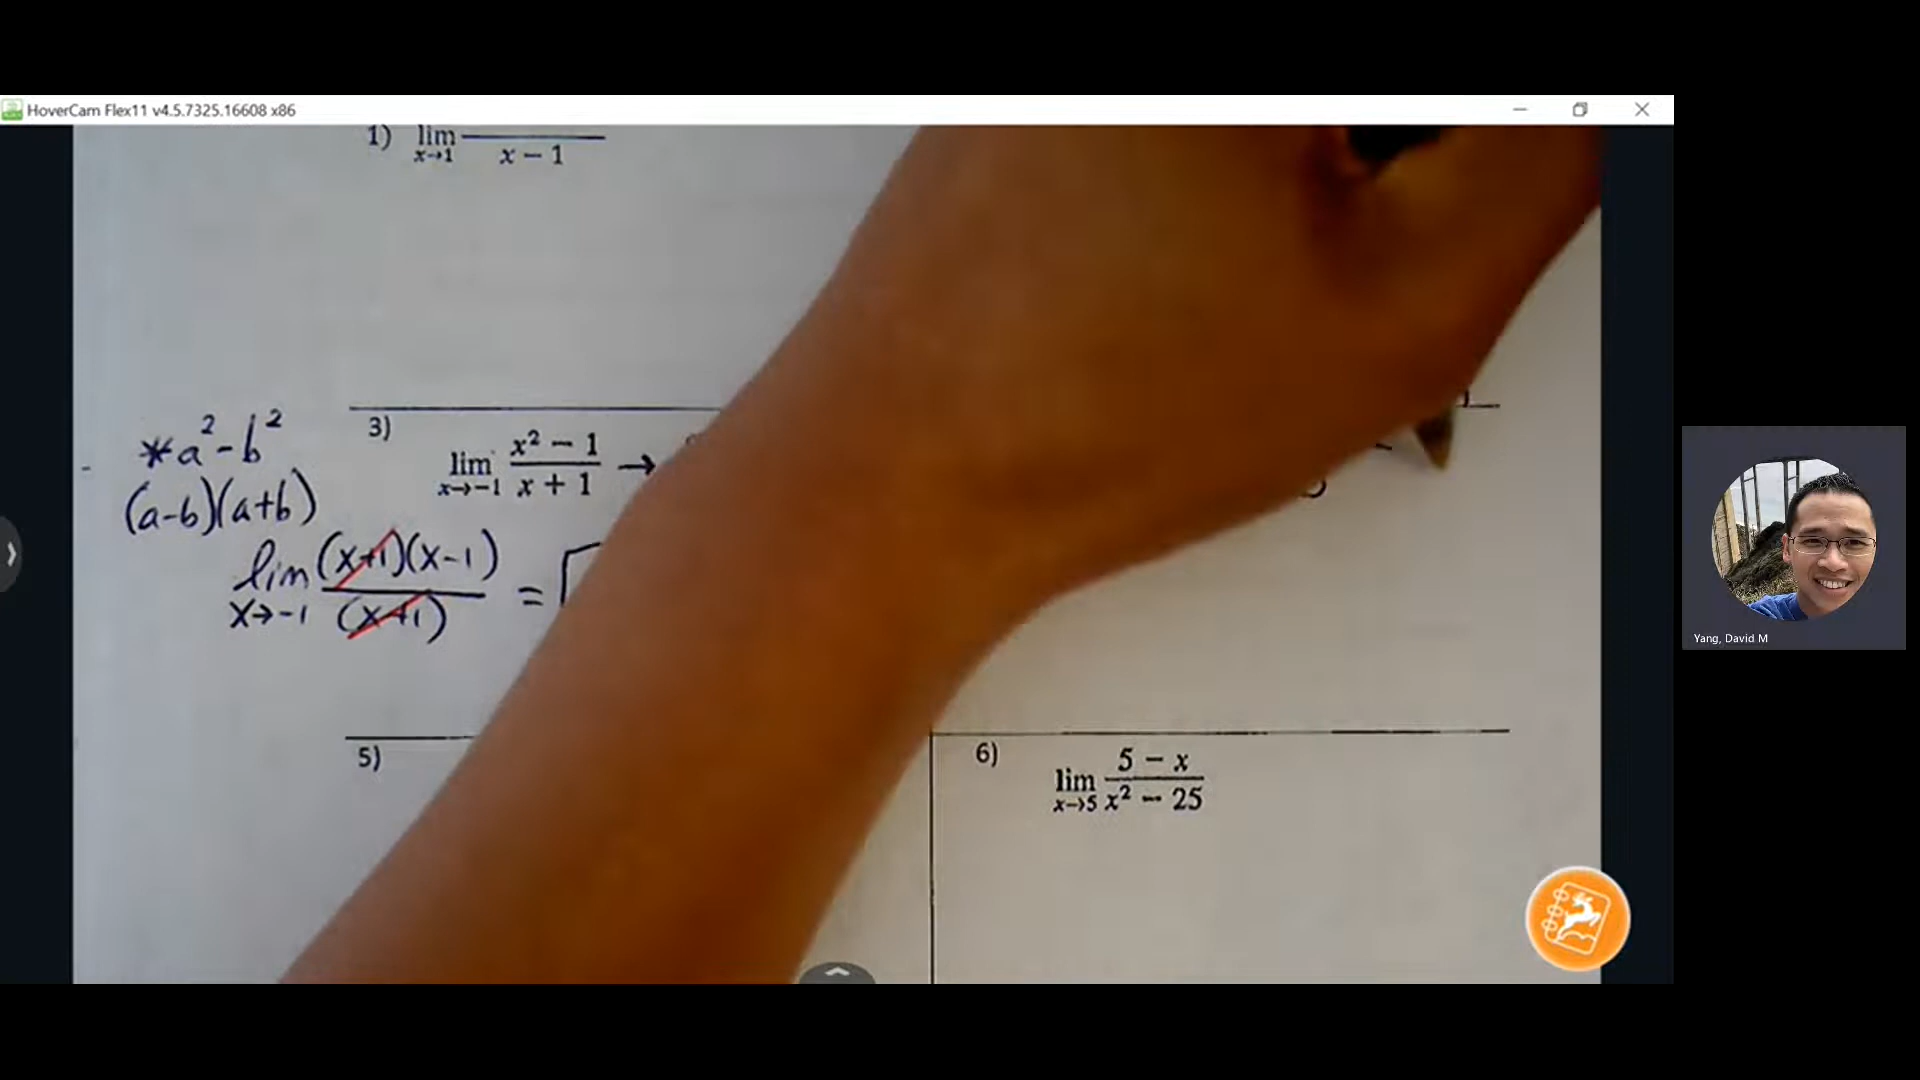 HoverCam Flex11 v4.5.7325.16608 x86
1) lim x→1 x − 1
3) lim x→-1 x² − 1 / x + 1 →
*a² - b²
(a-b)(a+b)
lim x→-1 (x+1)(x-1) / (x+1) =
5)
6) lim x→5 5 − x / x² − 25
Yang, David M